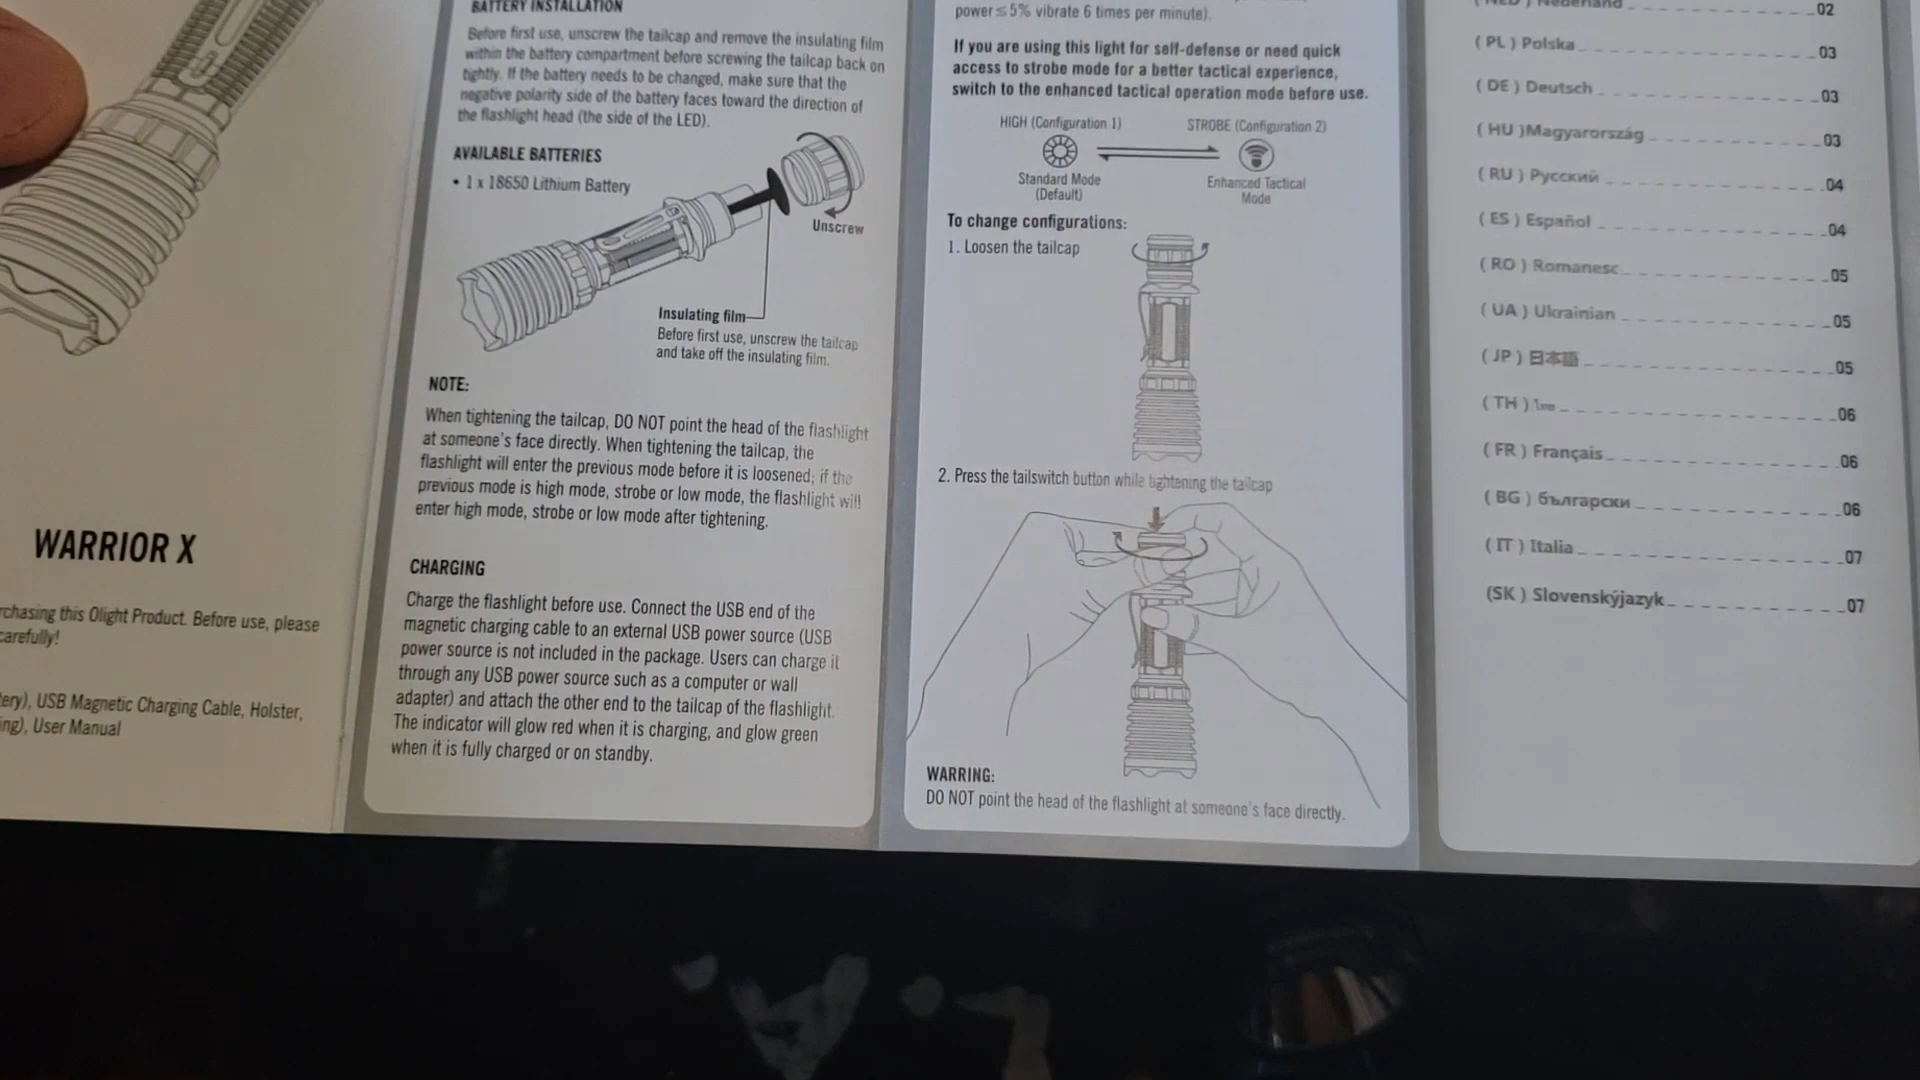 WARRIOR X
rchasing this Olight Product. Before use, please
carefully!
tery), USB Magnetic Charging Cable, Holster,
ing), User Manual
BATTERY INSTALLATION
Before first use, unscrew the tailcap and remove the insulating film
within the battery compartment before screwing the tailcap back on
tightly. If the battery needs to be changed, make sure that the
negative polarity side of the battery faces toward the direction of
the flashlight head (the side of the LED).
AVAILABLE BATTERIES
• 1 x 18650 Lithium Battery
Unscrew
Insulating film
Before first use, unscrew the tailcap
and take off the insulating film.
NOTE:
When tightening the tailcap, DO NOT point the head of the flashlight
at someone's face directly. When tightening the tailcap, the
flashlight will enter the previous mode before it is loosened; if the
previous mode is high mode, strobe or low mode, the flashlight will
enter high mode, strobe or low mode after tightening.
CHARGING
Charge the flashlight before use. Connect the USB end of the
magnetic charging cable to an external USB power source (USB
power source is not included in the package. Users can charge it
through any USB power source such as a computer or wall
adapter) and attach the other end to the tailcap of the flashlight.
The indicator will glow red when it is charging, and glow green
when it is fully charged or on standby.
power≤5% vibrate 6 times per minute).
If you are using this light for self-defense or need quick
access to strobe mode for a better tactical experience,
switch to the enhanced tactical operation mode before use.
HIGH (Configuration 1) STROBE (Configuration 2)
Standard Mode
(Default)
Enhanced Tactical
Mode
To change configurations:
1. Loosen the tailcap
2. Press the tailswitch button while tightening the tailcap
WARRING:
DO NOT point the head of the flashlight at someone's face directly.
(NED) Nederland 02
( PL ) Polska 03
( DE ) Deutsch 03
( HU )Magyarország 03
( RU ) Русский 04
( ES ) Español 04
( RO ) Romanesc 05
( UA ) Ukrainian 05
( JP ) 日本語 05
( TH ) ไทย 06
( FR ) Français 06
( BG ) български 06
( IT ) Italia 07
(SK ) Slovenskýjazyk 07